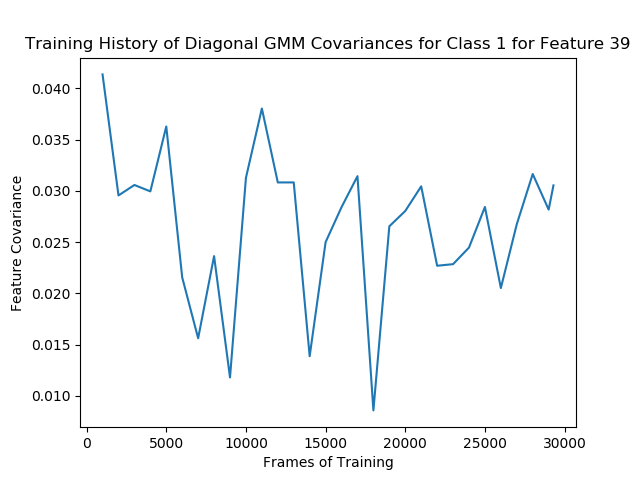 Training History of Diagonal GMM Covariances for Class 1 for Feature 39
0.040
0.035
0.030
0.025
0.020
0.015
0.010
Feature Covariance
0 5000 10000 15000 20000 25000 30000
Frames of Training